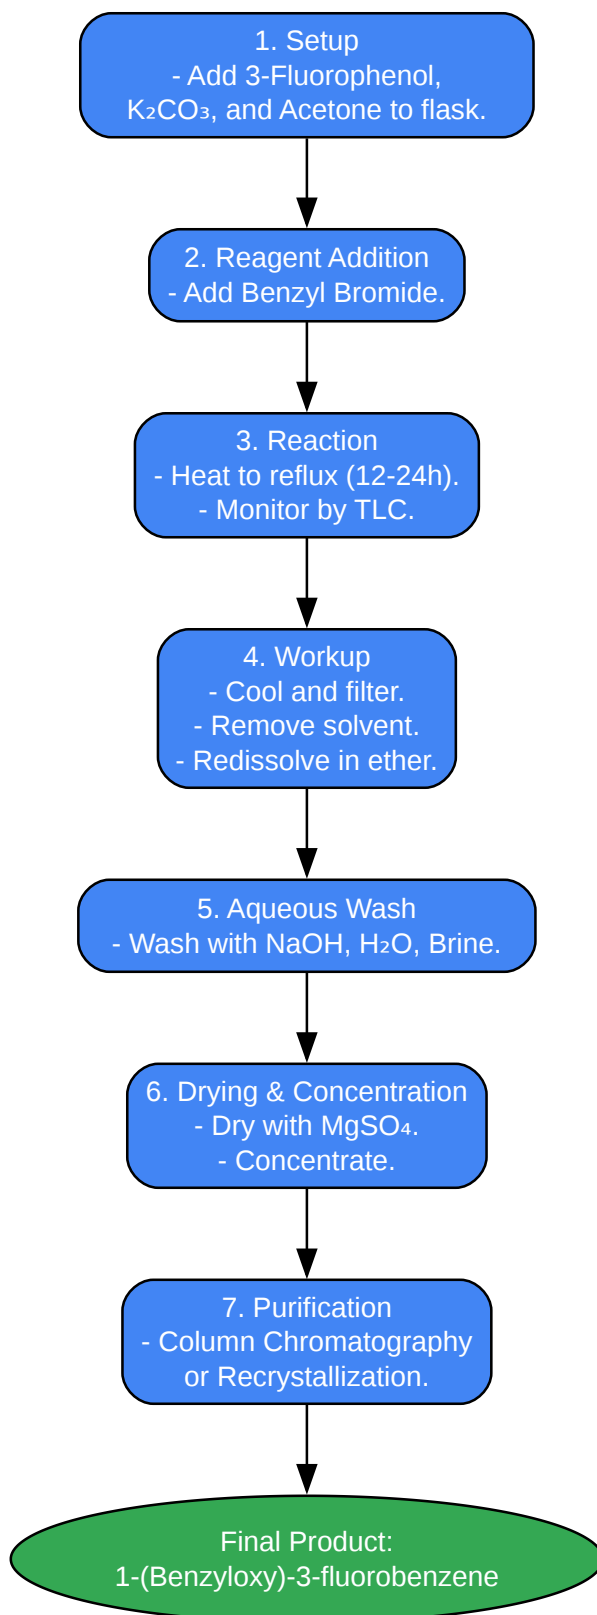 1. Setup
- Add 3-Fluorophenol,
K₂CO₃, and Acetone to flask.
2. Reagent Addition
- Add Benzyl Bromide.
3. Reaction
- Heat to reflux (12-24h).
- Monitor by TLC.
4. Workup
- Cool and filter.
- Remove solvent.
- Redissolve in ether.
5. Aqueous Wash
- Wash with NaOH, H₂O, Brine.
6. Drying & Concentration
- Dry with MgSO₄.
- Concentrate.
7. Purification
- Column Chromatography
or Recrystallization.
Final Product:
1-(Benzyloxy)-3-fluorobenzene